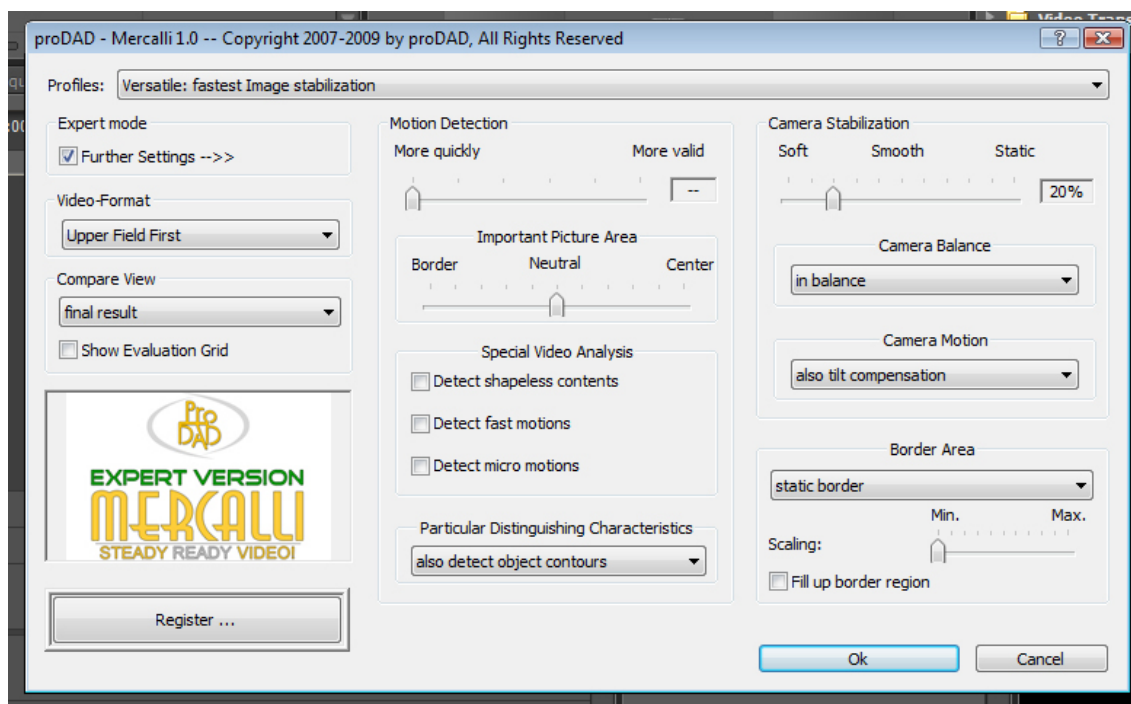 Video Trans
proDAD - Mercalli 1.0 -- Copyright 2007-2009 by proDAD, All Rights Reserved
Profiles: Versatile: fastest Image stabilization
Expert mode
Further Settings -->>
Video-Format
Upper Field First
Compare View
final result
Show Evaluation Grid
ProDAD
EXPERT VERSION
MERCALLI
STEADY READY VIDEO!
Register ...
Motion Detection
More quickly More valid
--
Important Picture Area
Border Neutral Center
Special Video Analysis
Detect shapeless contents
Detect fast motions
Detect micro motions
Particular Distinguishing Characteristics
also detect object contours
Camera Stabilization
Soft Smooth Static
20%
Camera Balance
in balance
Camera Motion
also tilt compensation
Border Area
static border
Min. Max.
Scaling:
Fill up border region
Ok Cancel